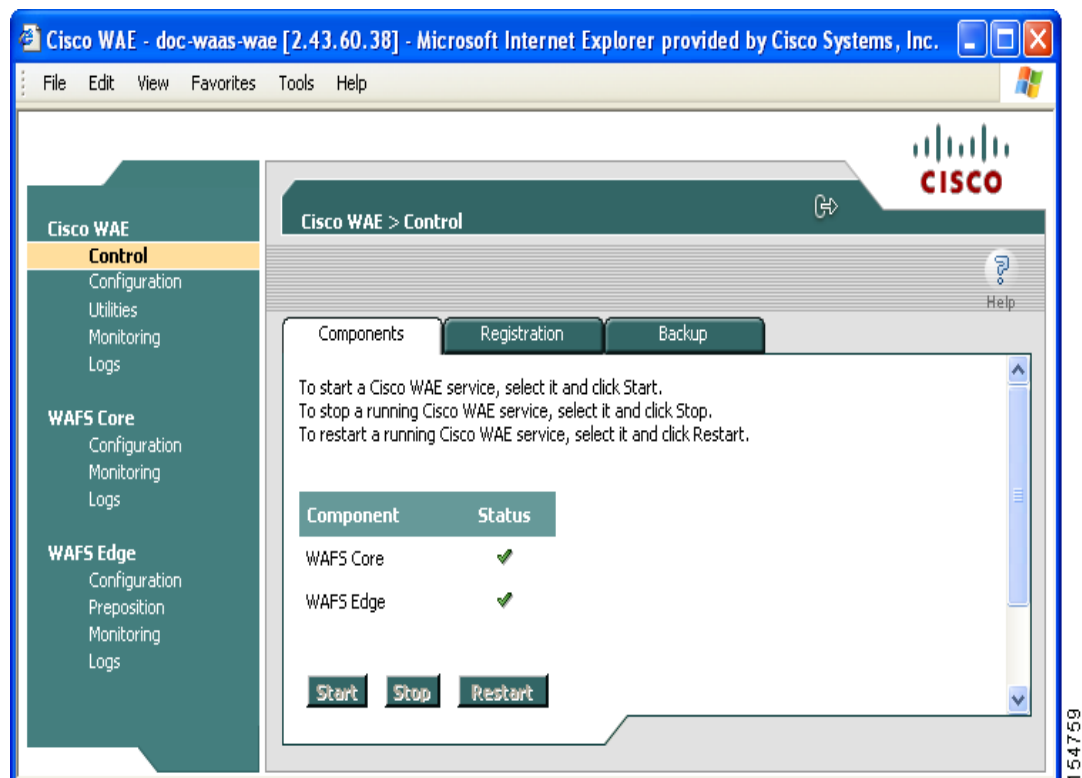 Cisco WAE - doc-waas-wae [2.43.60.38] - Microsoft Internet Explorer provided by Cisco Systems, Inc.
File Edit View Favorites Tools Help
CISCO
Cisco WAE > Control
Help
Cisco WAE
Control
Configuration
Utilities
Monitoring
Logs
WAFS Core
Configuration
Monitoring
Logs
WAFS Edge
Configuration
Preposition
Monitoring
Logs
Components Registration Backup
To start a Cisco WAE service, select it and click Start.
To stop a running Cisco WAE service, select it and click Stop.
To restart a running Cisco WAE service, select it and click Restart.
Component Status
WAFS Core
WAFS Edge
Start Stop Restart
154759